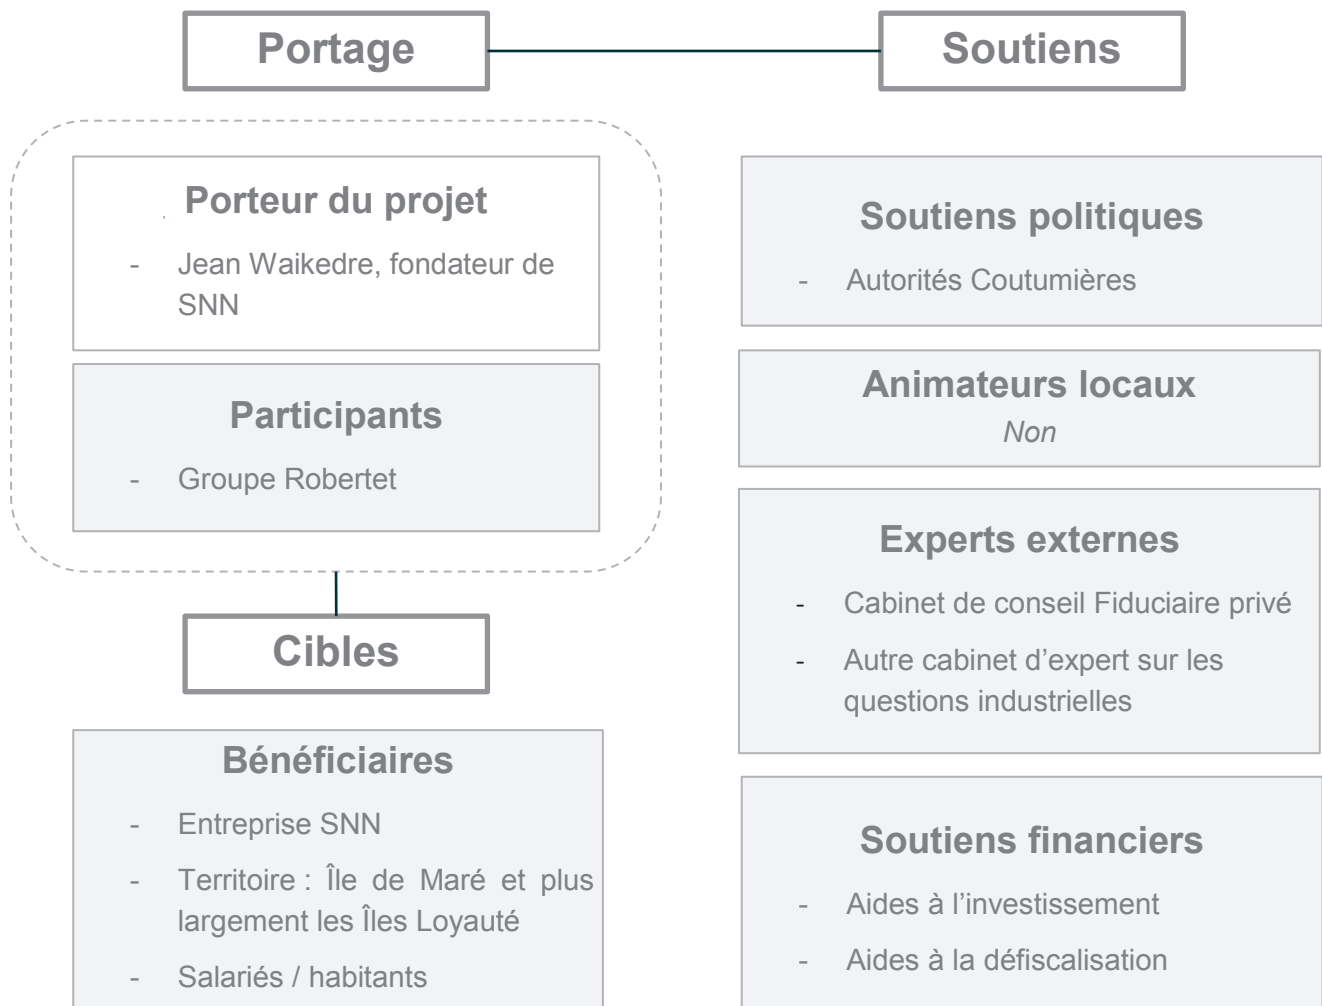 Portage
Porteur du projet
- Jean Waikedre, fondateur de
SNN
Participants
- Groupe Robertet
Cibles
Bénéficiaires
- Entreprise SNN
- Territoire : Île de Maré et plus
largement les Îles Loyauté
- Salariés / habitants
Soutiens
Soutiens politiques
- Autorités Coutumières
Animateurs locaux
Non
Experts externes
- Cabinet de conseil Fiduciaire privé
- Autre cabinet d’expert sur les
questions industrielles
Soutiens financiers
- Aides à l’investissement
- Aides à la défiscalisation